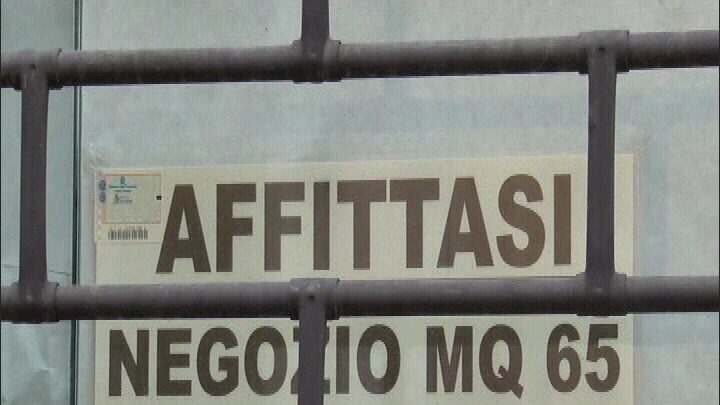 AFFITTASI
NEGOZIO MQ 65